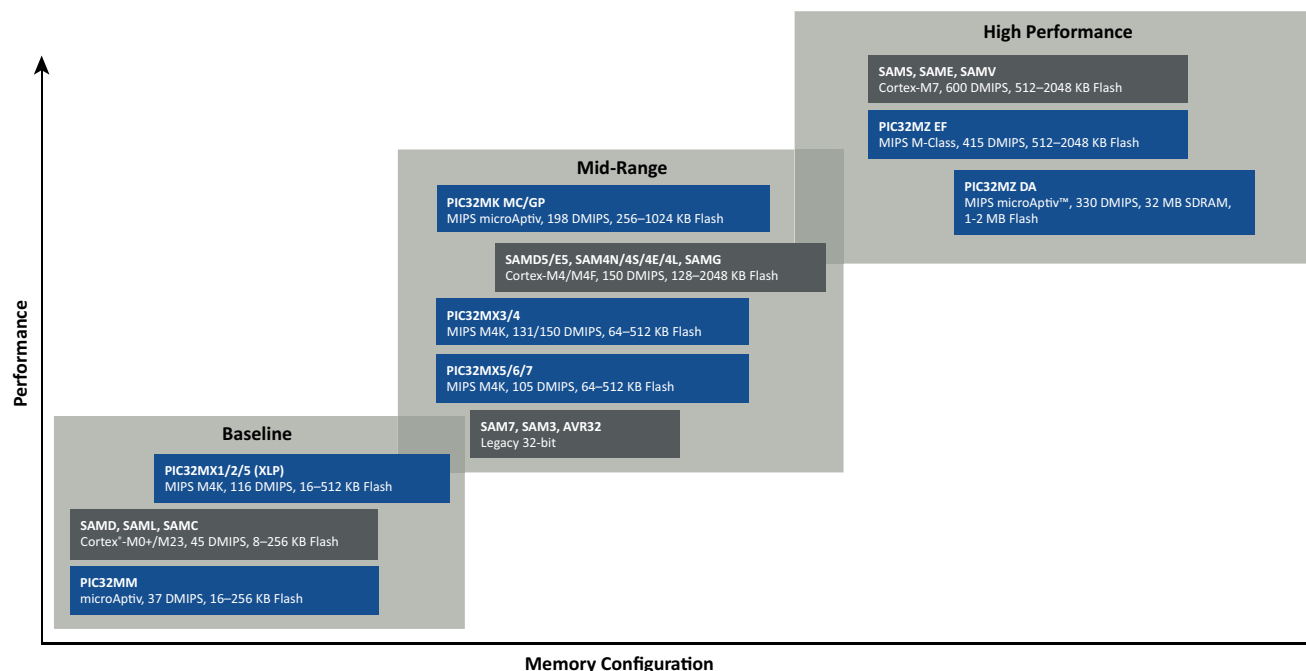 High Performance
SAMS, SAME, SAMV
Cortex-M7, 600 DMIPS, 512–2048 KB Flash
PIC32MZ EF
MIPS M-Class, 415 DMIPS, 512–2048 KB Flash
PIC32MZ DA
MIPS microAptiv™, 330 DMIPS, 32 MB SDRAM,
1-2 MB Flash
Mid-Range
PIC32MK MC/GP
MIPS microAptiv, 198 DMIPS, 256–1024 KB Flash
SAMD5/E5, SAM4N/4S/4E/4L, SAMG
Cortex-M4/M4F, 150 DMIPS, 128–2048 KB Flash
PIC32MX3/4
MIPS M4K, 131/150 DMIPS, 64–512 KB Flash
PIC32MX5/6/7
MIPS M4K, 105 DMIPS, 64–512 KB Flash
SAM7, SAM3, AVR32
Legacy 32-bit
Baseline
PIC32MX1/2/5 (XLP)
MIPS M4K, 116 DMIPS, 16–512 KB Flash
SAMD, SAML, SAMC
Cortex®-M0+/M23, 45 DMIPS, 8–256 KB Flash
PIC32MM
microAptiv, 37 DMIPS, 16–256 KB Flash
Performance
Memory Configuration